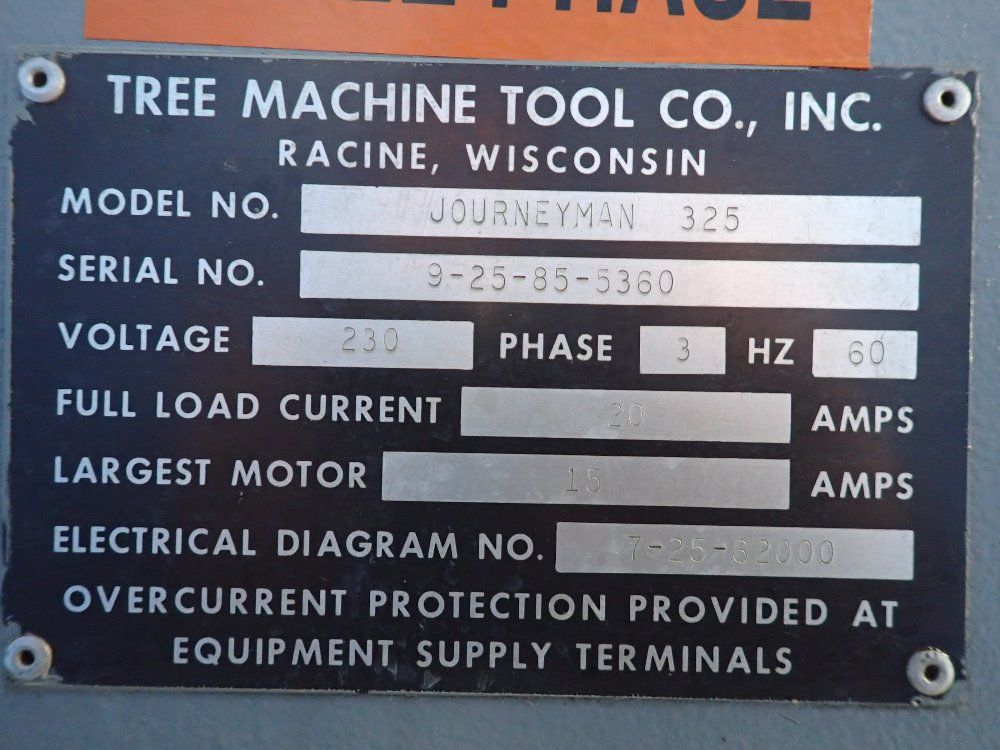 PHASE
TREE MACHINE TOOL CO., INC.
RACINE, WISCONSIN
MODEL NO. JOURNEYMAN 325
SERIAL NO. 9-25-85-5360
VOLTAGE 230 PHASE 3 HZ 60
FULL LOAD CURRENT 20 AMPS
LARGEST MOTOR 15 AMPS
ELECTRICAL DIAGRAM NO. 7-25-62000
OVERCURRENT PROTECTION PROVIDED AT
EQUIPMENT SUPPLY TERMINALS